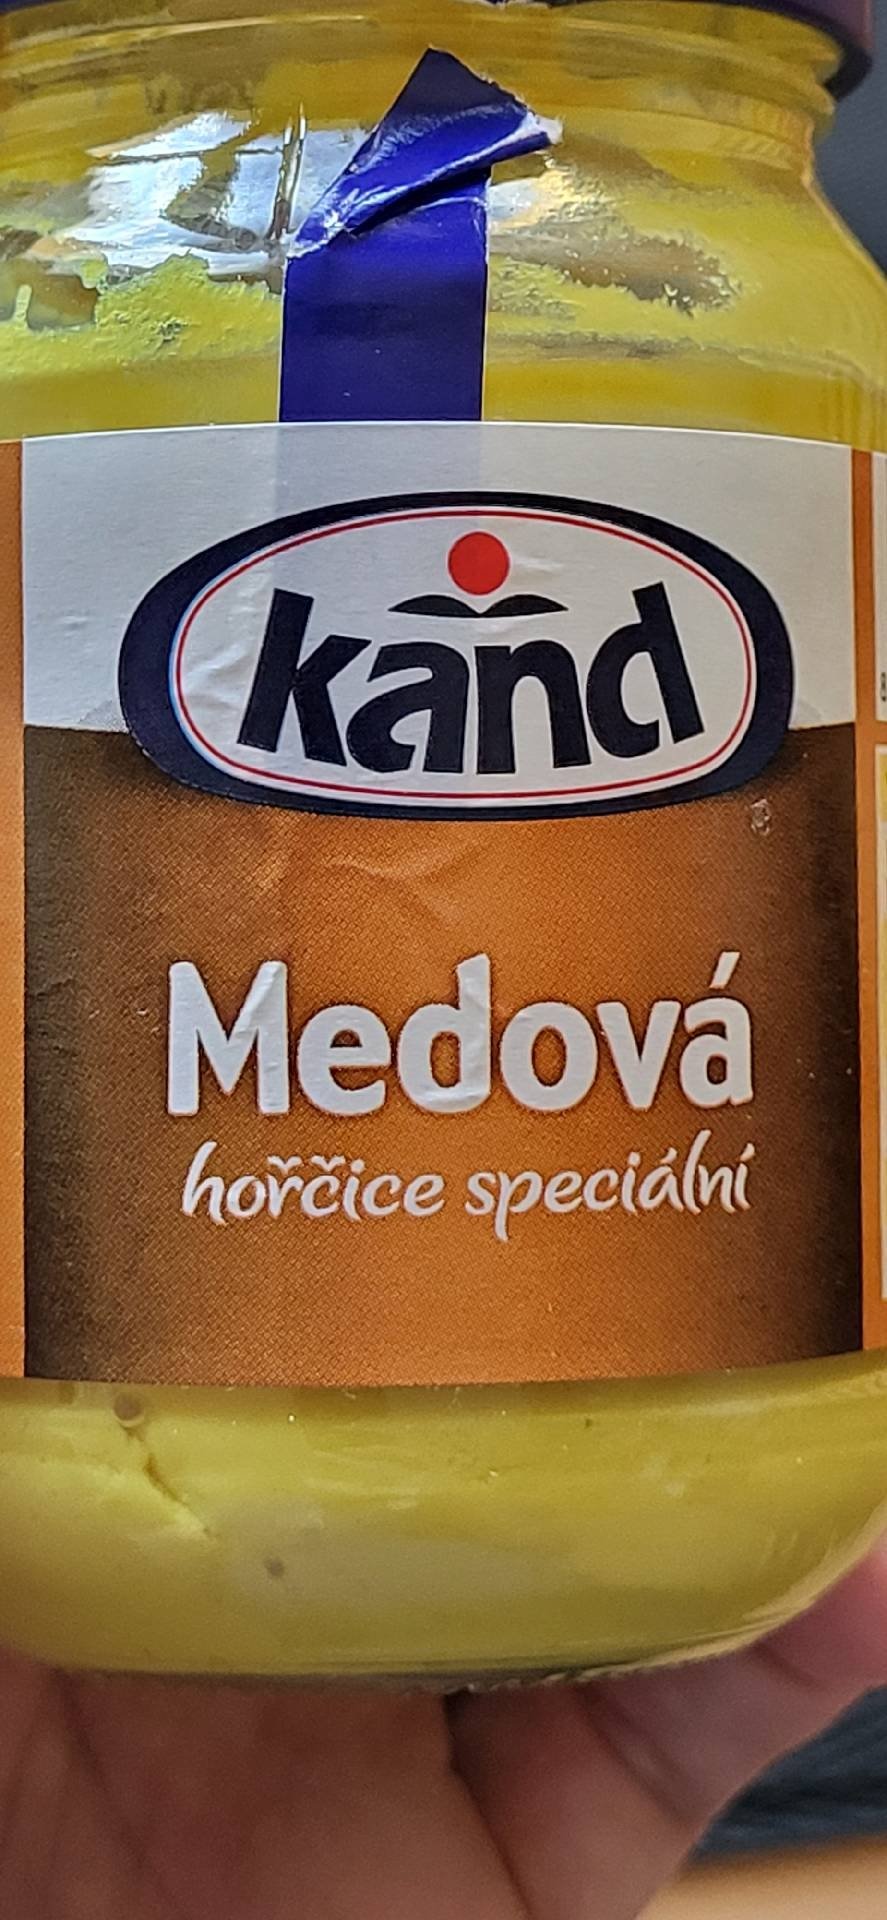 kand
Medová
hořčice speciální